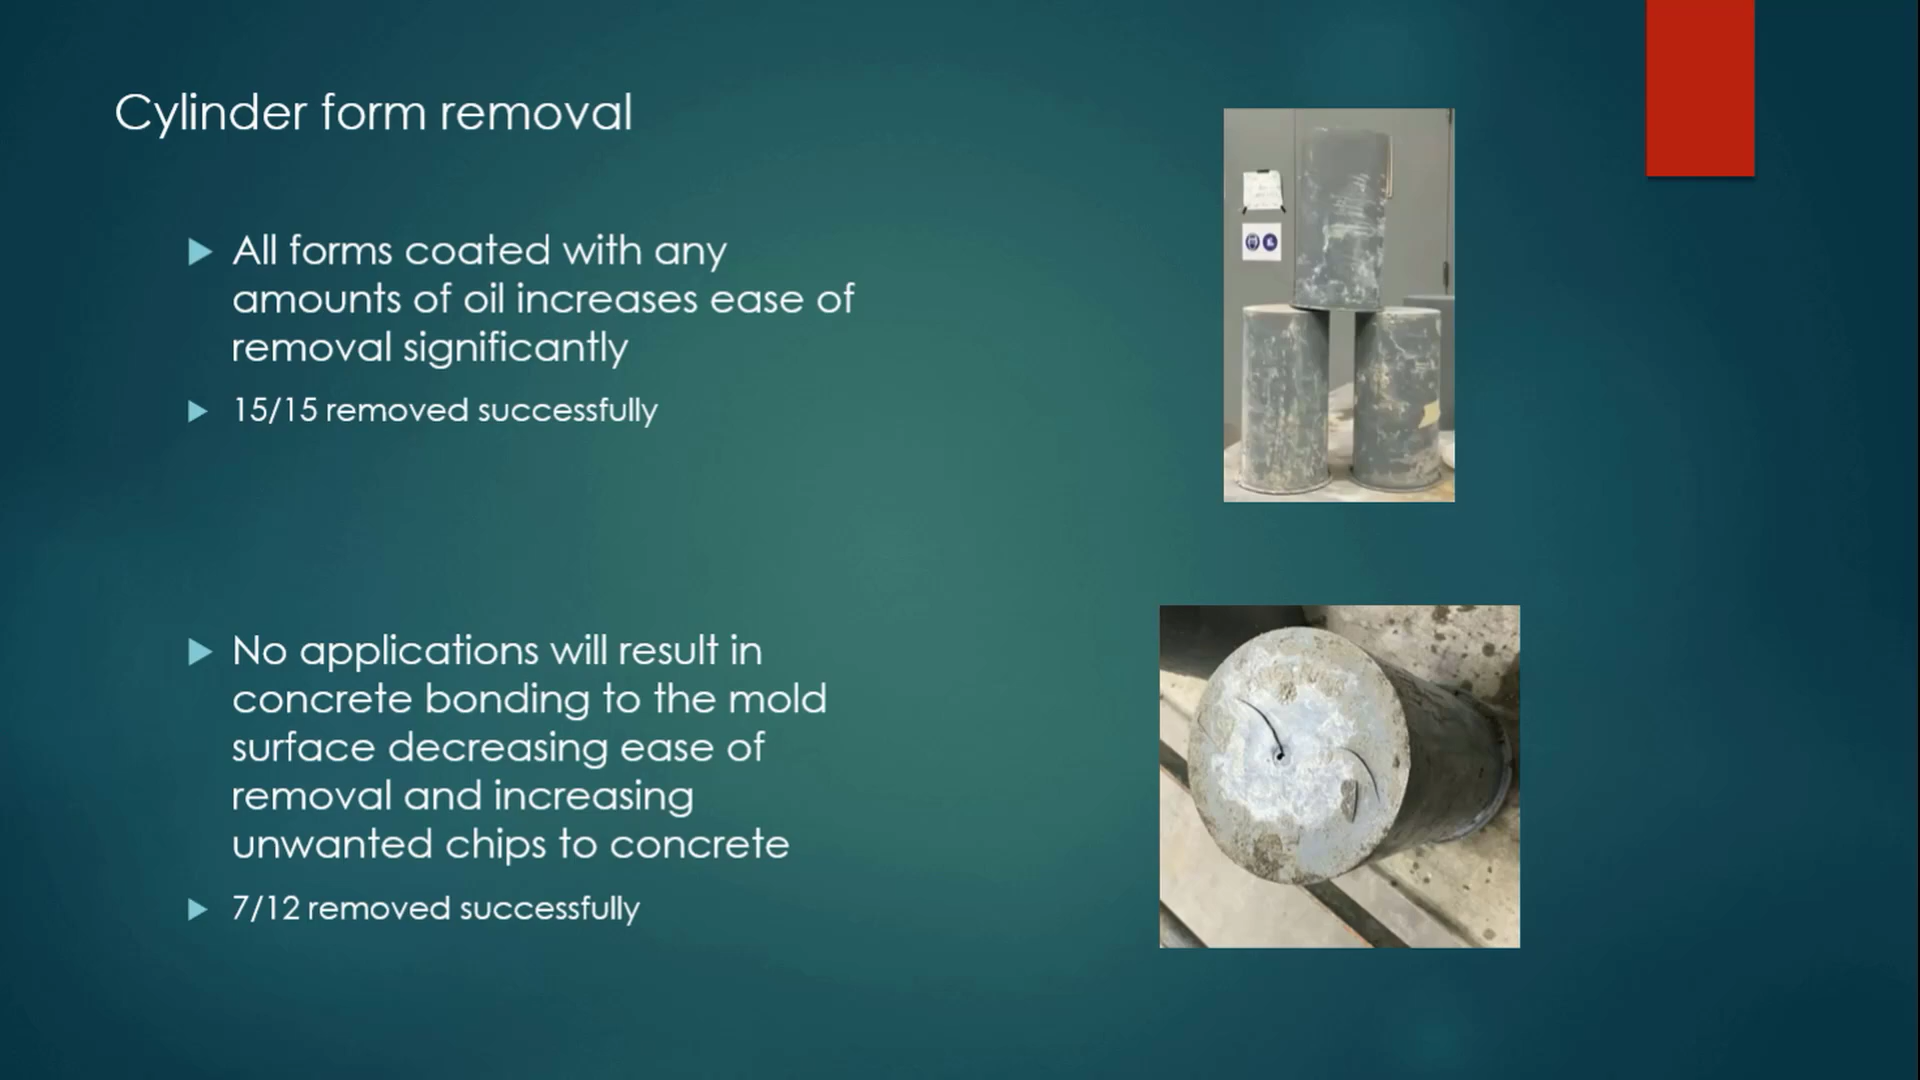 Cylinder form removal
All forms coated with any
amounts of oil increases ease of
removal significantly
15/15 removed successfully
No applications will result in
concrete bonding to the mold
surface decreasing ease of
removal and increasing
unwanted chips to concrete
7/12 removed successfully